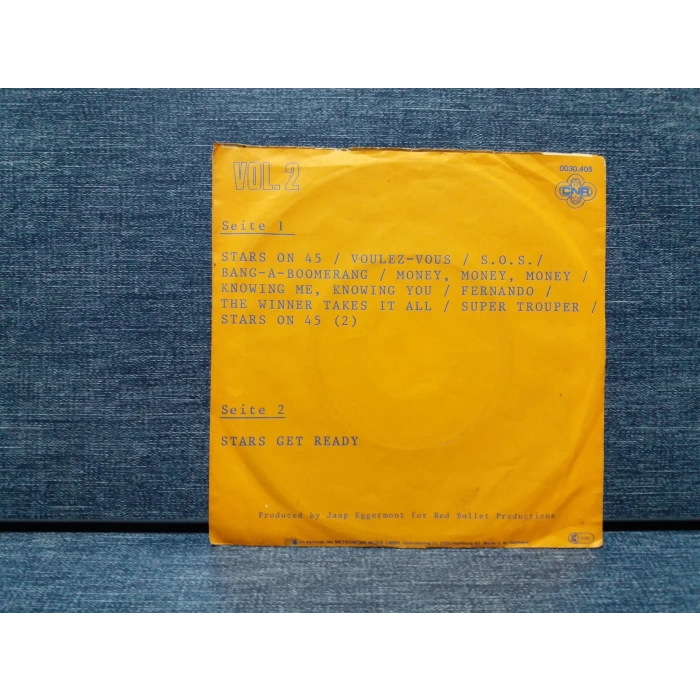 VOL. 2
0030.405
CNR
Seite 1
STARS ON 45 / VOULEZ-VOUS / S.O.S./
BANG-A-BOOMERANG / MONEY, MONEY, MONEY /
KNOWING ME, KNOWING YOU / FERNANDO /
THE WINNER TAKES IT ALL / SUPER TROUPER /
STARS ON 45 (2)
Seite 2
STARS GET READY
Produced by Jaap Eggermont for Red Bullet Productions